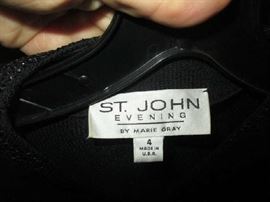 ST. JOHN
EVENING
BY MARIE GRAY
4
MADE IN
U.S.A.